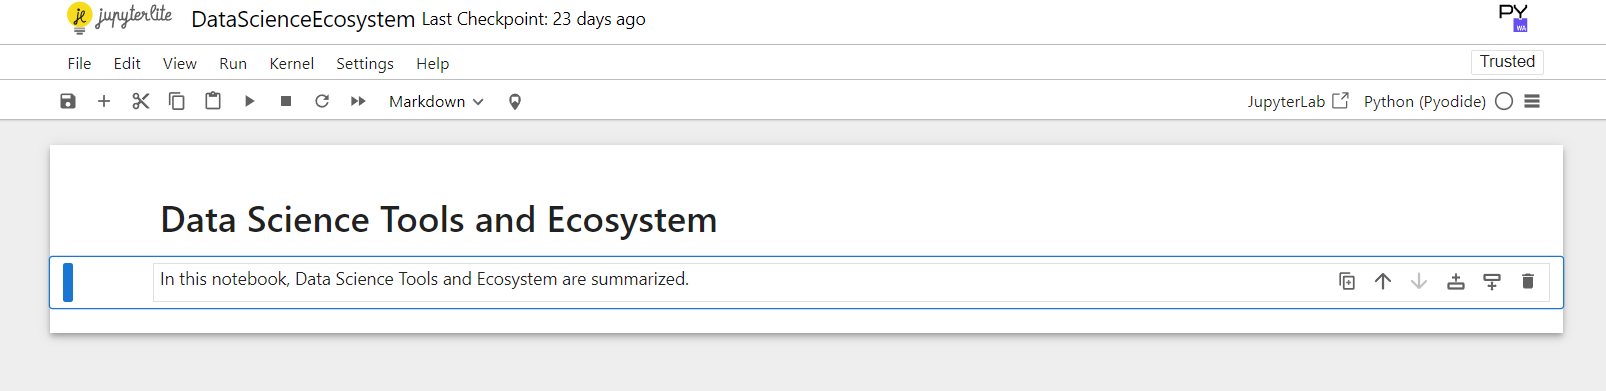 jupyterlite DataScienceEcosystem Last Checkpoint: 23 days ago PY WA
File Edit View Run Kernel Settings Help Trusted
Markdown JupyterLab Python (Pyodide)
Data Science Tools and Ecosystem
In this notebook, Data Science Tools and Ecosystem are summarized.